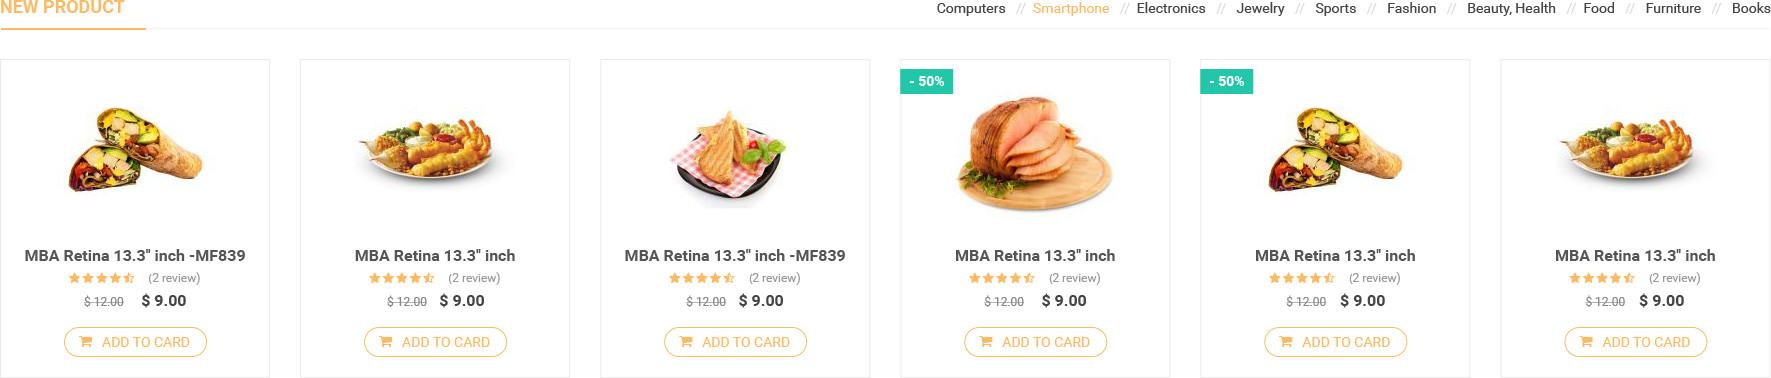 NEW PRODUCT
Computers // Smartphone // Electronics // Jewelry // Sports // Fashion // Beauty, Health // Food // Furniture // Books
- 50%
- 50%
MBA Retina 13.3" inch -MF839
MBA Retina 13.3" inch
MBA Retina 13.3" inch -MF839
MBA Retina 13.3" inch
MBA Retina 13.3" inch
MBA Retina 13.3" inch
(2 review)
(2 review)
(2 review)
(2 review)
(2 review)
(2 review)
$ 12.00 $ 9.00
$ 12.00 $ 9.00
$ 12.00 $ 9.00
$ 12.00 $ 9.00
$ 12.00 $ 9.00
$ 12.00 $ 9.00
ADD TO CARD
ADD TO CARD
ADD TO CARD
ADD TO CARD
ADD TO CARD
ADD TO CARD